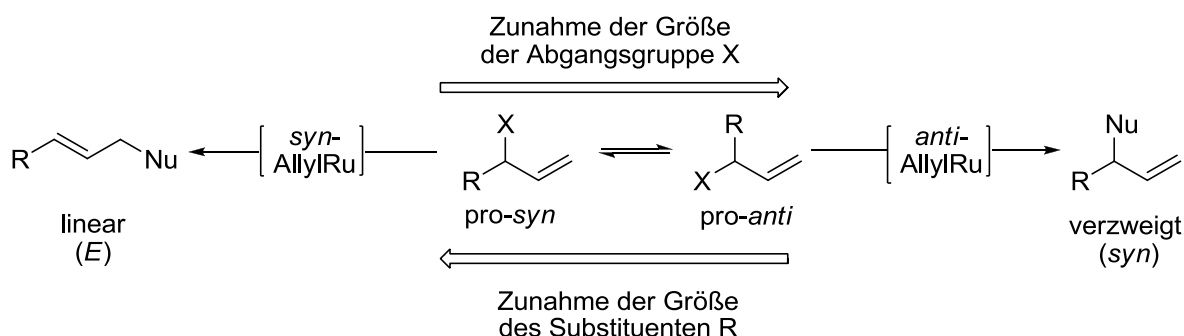 Zunahme der Größe
der Abgangsgruppe X
R
Nu
linear
(E)
syn-
AllylRu
X
R
pro-syn
R
X
pro-anti
anti-
AllylRu
Nu
R
verzweigt
(syn)
Zunahme der Größe
des Substituenten R